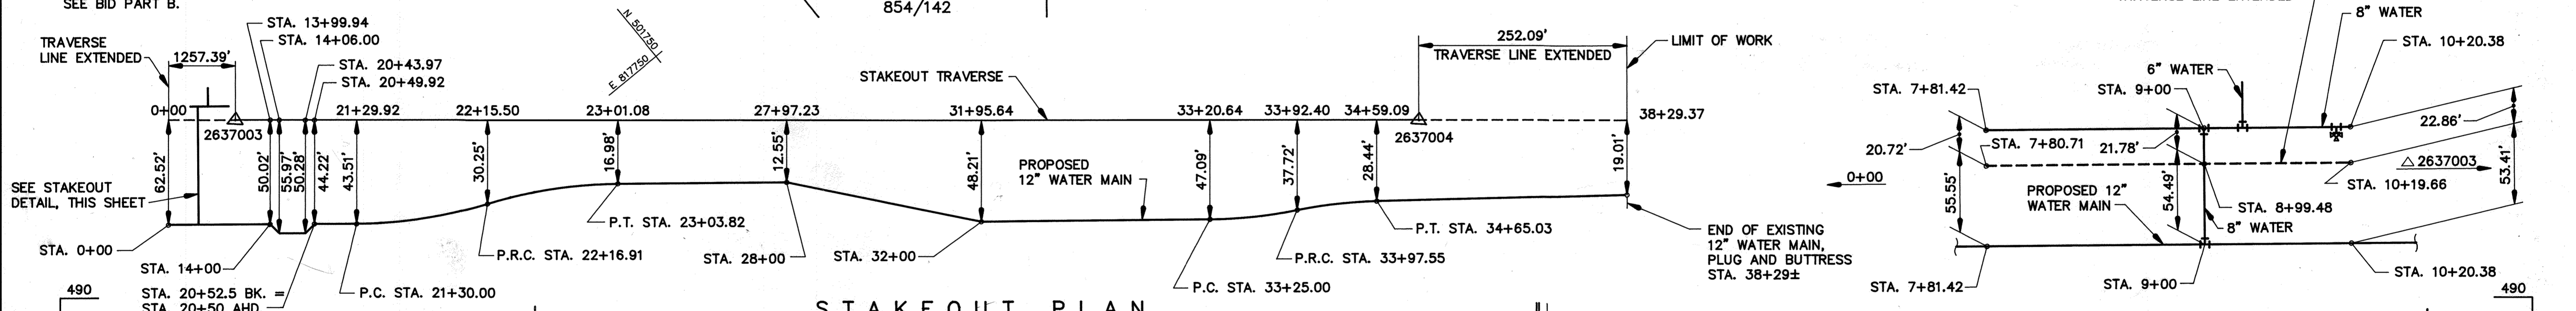 SEE BID PART B.
854/142
STA. 13+99.94
STA. 14+06.00
TRAVERSE
LINE EXTENDED
1257.39'
STA. 20+43.97
STA. 20+49.92
N 501750
E 817750
STAKEOUT TRAVERSE
252.09'
TRAVERSE LINE EXTENDED
LIMIT OF WORK
0+00
2637003
21+29.92
22+15.50
23+01.08
27+97.23
31+95.64
33+20.64
33+92.40
34+59.09
2637004
38+29.37
62.52'
50.02'
55.97'
50.28'
44.22'
43.51'
30.25'
16.98'
12.55'
48.21'
47.09'
37.72'
28.44'
19.01'
PROPOSED
12" WATER MAIN
SEE STAKEOUT
DETAIL, THIS SHEET
STA. 0+00
STA. 14+00
STA. 20+52.5 BK. =
STA. 20+50 AHD
P.C. STA. 21+30.00
P.R.C. STA. 22+16.91
P.T. STA. 23+03.82
STA. 28+00
STA. 32+00
P.C. STA. 33+25.00
P.R.C. STA. 33+97.55
P.T. STA. 34+65.03
END OF EXISTING
12" WATER MAIN,
PLUG AND BUTTRESS
STA. 38+29±
490
STAKEOUT PLAN
8" WATER
STA. 10+20.38
6" WATER
STA. 9+00
STA. 7+81.42
22.86'
20.72'
STA. 7+80.71
21.78'
2637003
53.41'
0+00
55.55'
PROPOSED 12"
WATER MAIN
54.49'
STA. 10+19.66
STA. 8+99.48
8" WATER
STA. 10+20.38
STA. 7+81.42
STA. 9+00
490